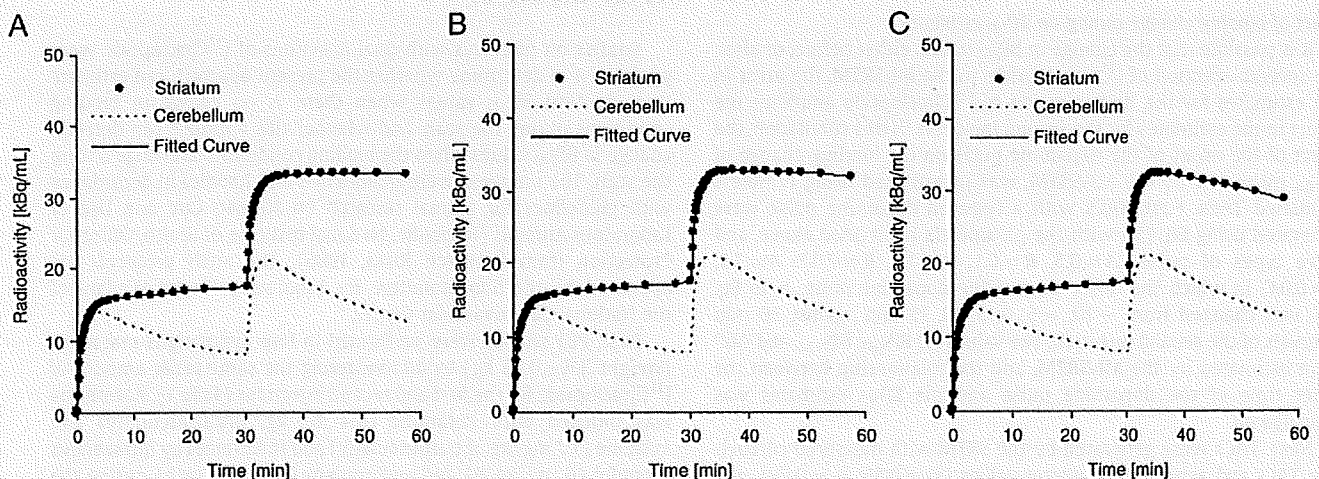 A
Radioactivity [kBq/mL]
50
40
30
20
10
0
Striatum
Cerebellum
Fitted Curve
0 10 20 30 40 50 60
Time [min]
B
Radioactivity [kBq/mL]
50
40
30
20
10
0
Striatum
Cerebellum
Fitted Curve
0 10 20 30 40 50 60
Time [min]
C
Radioactivity [kBq/mL]
50
40
30
20
10
0
Striatum
Cerebellum
Fitted Curve
0 10 20 30 40 50 60
Time [min]